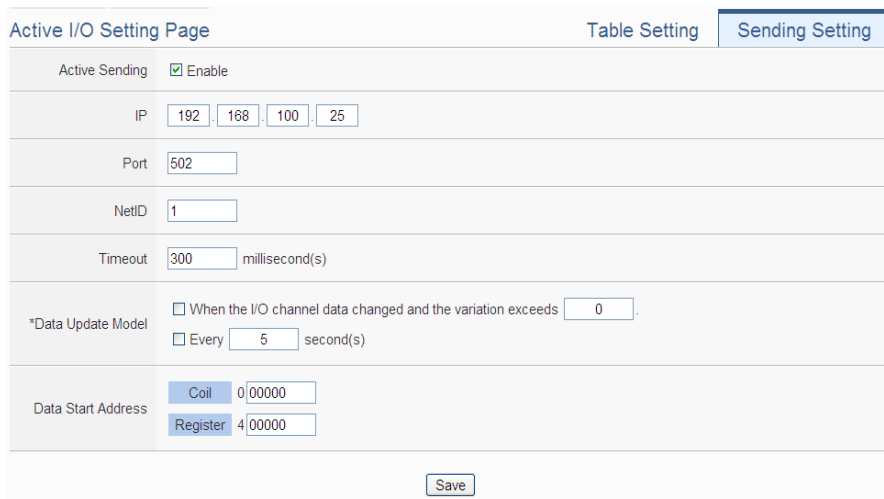 Active I/O Setting Page Table Setting Sending Setting
Active Sending Enable
IP 192 . 168 . 100 . 25
Port 502
NetID 1
Timeout 300 millisecond(s)
*Data Update Model
When the I/O channel data changed and the variation exceeds 0 .
Every 5 second(s)
Data Start Address
Coil 0 00000
Register 4 00000
Save